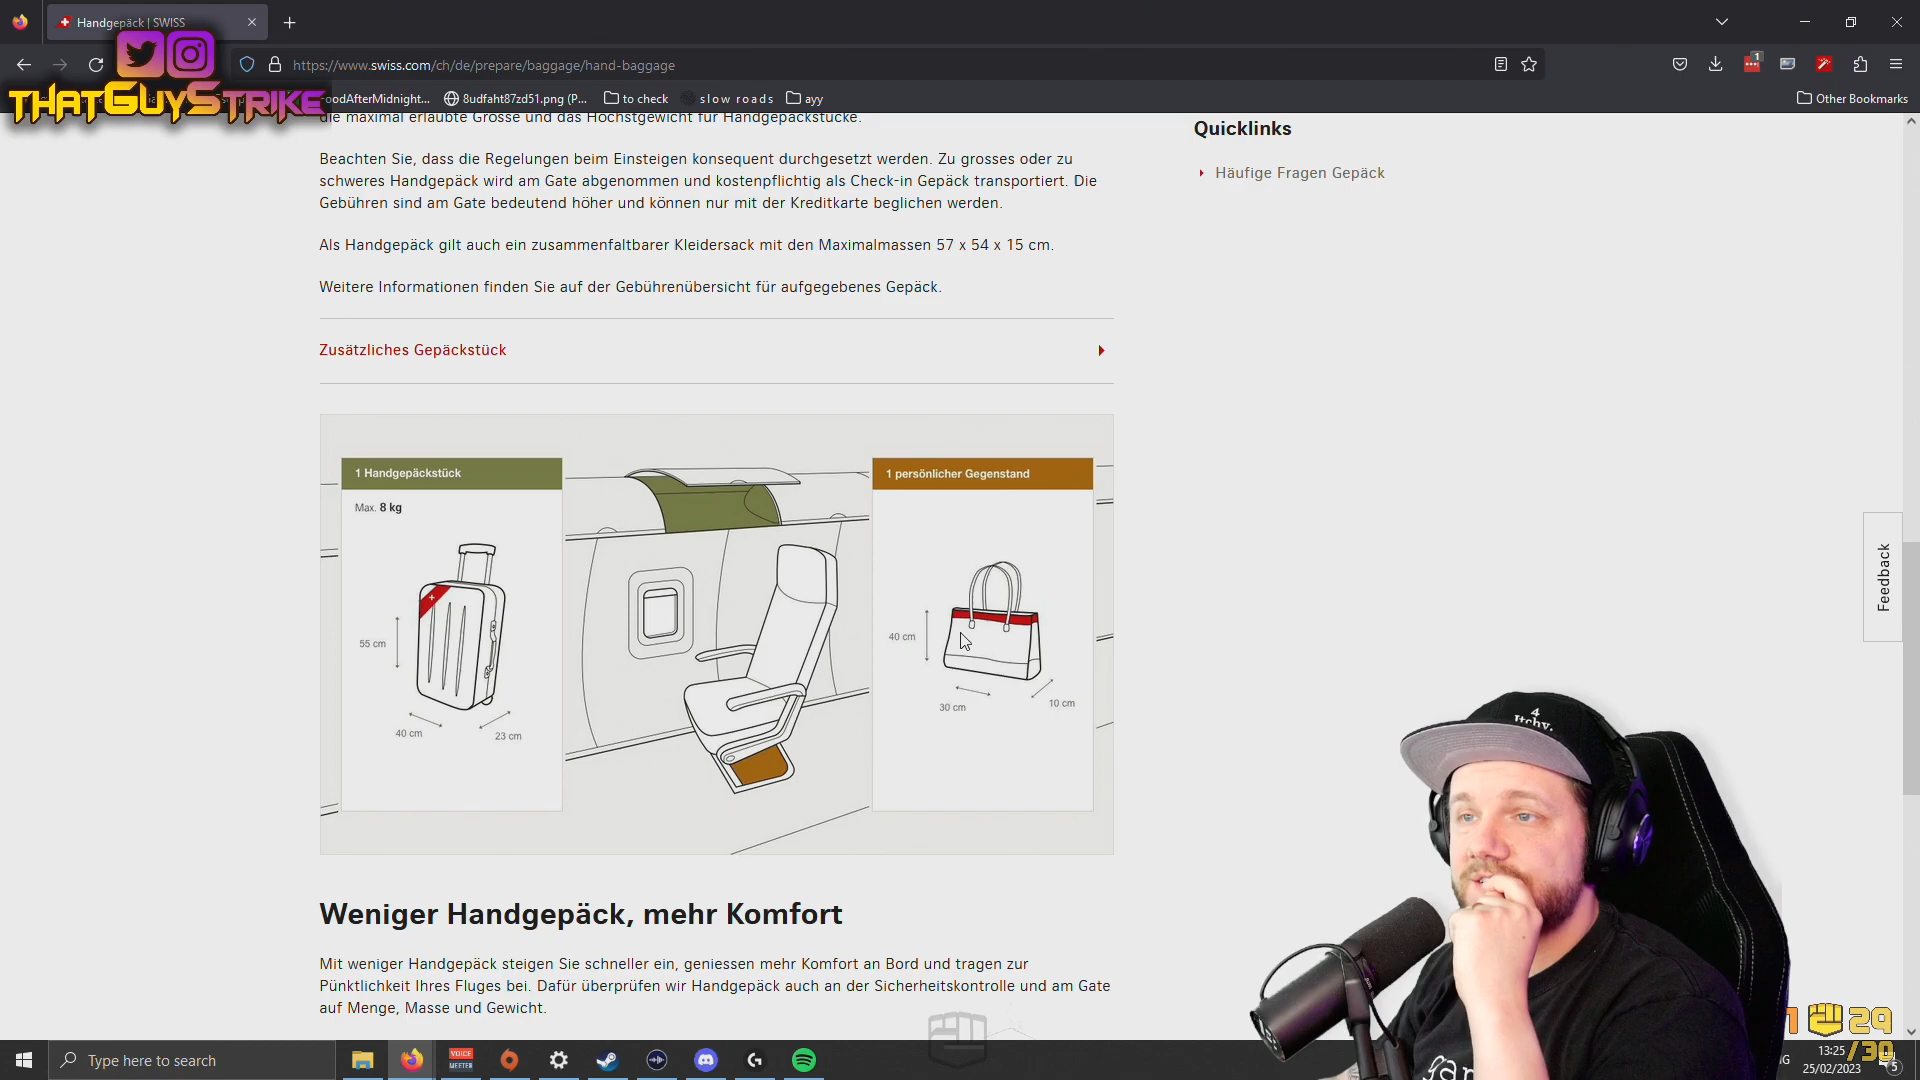 Handgepäck | SWISS
https://www.swiss.com/ch/de/prepare/baggage/hand-baggage
1
THATGUYSTRIKE
oodAfterMidnight...
8udfaht87zd51.png (P...
to check
slow roads
ayy
Other Bookmarks
die maximal erlaubte Grösse und das Höchstgewicht für Handgepäckstücke.
Beachten Sie, dass die Regelungen beim Einsteigen konsequent durchgesetzt werden. Zu grosses oder zu
schweres Handgepäck wird am Gate abgenommen und kostenpflichtig als Check-in Gepäck transportiert. Die
Gebühren sind am Gate bedeutend höher und können nur mit der Kreditkarte beglichen werden.
Als Handgepäck gilt auch ein zusammenfaltbarer Kleidersack mit den Maximalmassen 57 x 54 x 15 cm.
Weitere Informationen finden Sie auf der Gebührenübersicht für aufgegebenes Gepäck.
Zusätzliches Gepäckstück
Quicklinks
Häufige Fragen Gepäck
Feedback
1 Handgepäckstück
Max. 8 kg
55 cm
40 cm
23 cm
1 persönlicher Gegenstand
40 cm
30 cm
10 cm
Weniger Handgepäck, mehr Komfort
Mit weniger Handgepäck steigen Sie schneller ein, geniessen mehr Komfort an Bord und tragen zur
Pünktlichkeit Ihres Fluges bei. Dafür überprüfen wir Handgepäck auch an der Sicherheitskontrolle und am Gate
auf Menge, Masse und Gewicht.
4
Itchy.
29
/30
Type here to search
VOICE
MEETER
13:25
25/02/2023
5